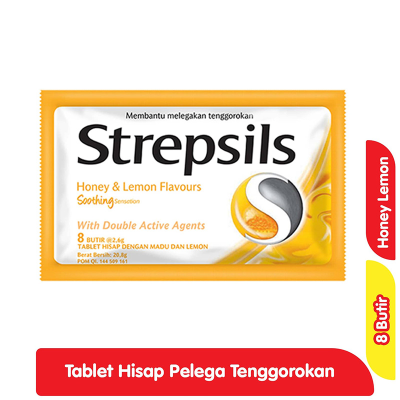 Membantu melegakan tenggorokan
Strepsils
Honey & Lemon Flavours
Soothing Sensation
With Double Active Agents
8 BUTIR @2,6g
TABLET HISAP DENGAN MADU DAN LEMON
Berat Bersih: 20,8g
Honey Lemon
8 Butir
Tablet Hisap Pelega Tenggorokan